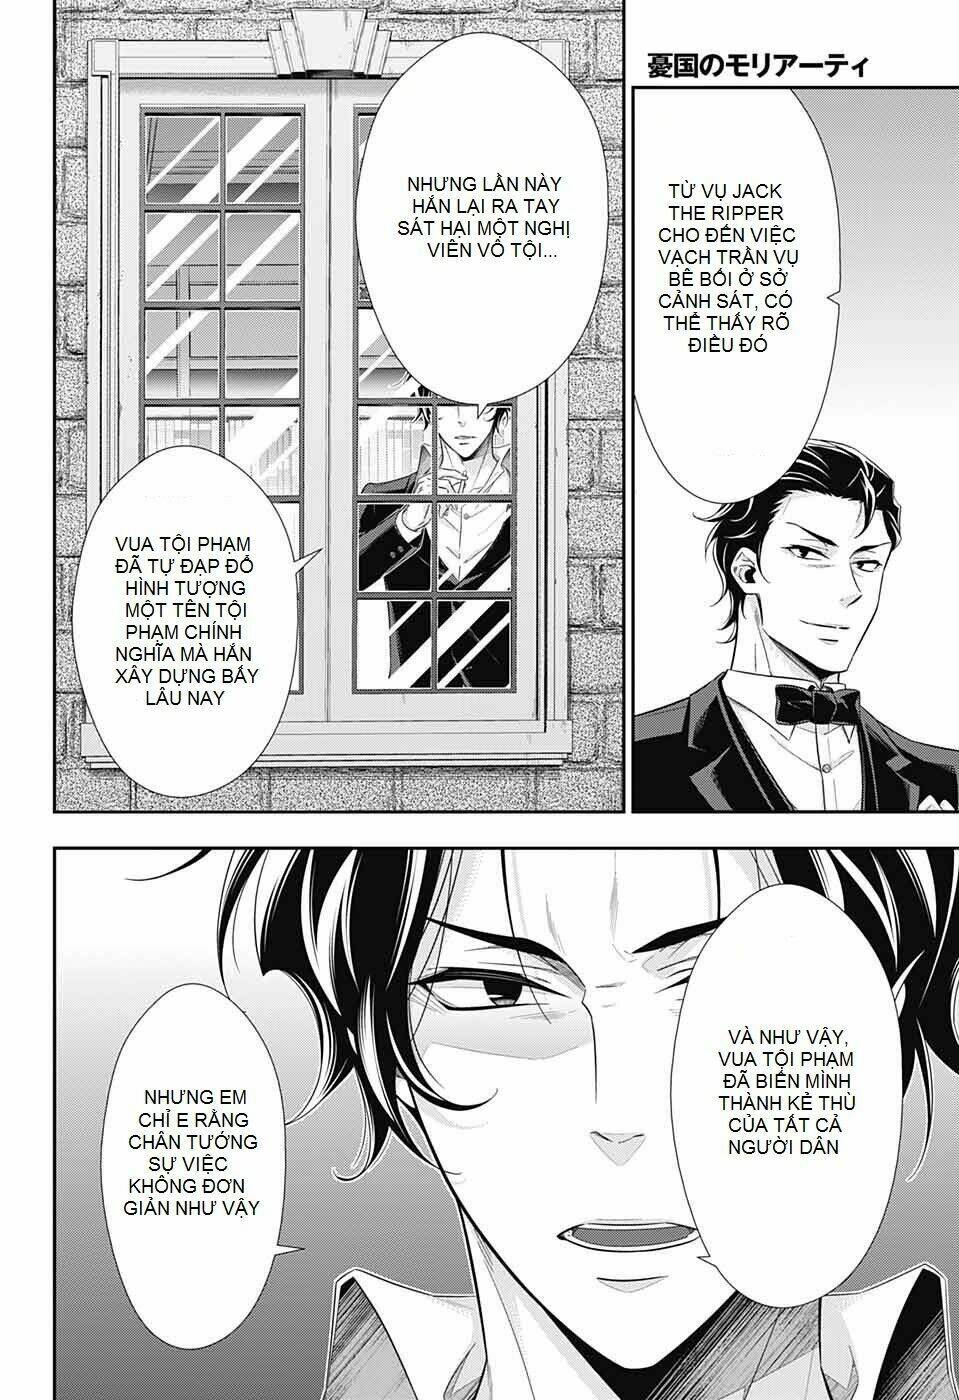 憂国のモリアーティ
TỪ VỤ JACK
THE RIPPER
CHO ĐẾN VIỆC
VẠCH TRẦN VỤ
BÊ BỐI Ở SỞ
CẢNH SÁT, CÓ
THỂ THẤY RÕ
ĐIỀU ĐÓ
NHƯNG LẦN NÀY
HẮN LẠI RA TAY
SÁT HẠI MỘT NGHỊ
VIÊN VÔ TỘI...
VUA TỘI PHẠM
ĐÃ TỰ ĐẠP ĐỔ
HÌNH TƯỢNG
MỘT TÊN TỘI
PHẠM CHÍNH
NGHĨA MÀ HẮN
XÂY DỰNG BẤY
LÂU NAY
VÀ NHƯ VẬY,
VUA TỘI PHẠM
ĐÃ BIẾN MÌNH
THÀNH KẺ THÙ
CỦA TẤT CẢ
NGƯỜI DÂN
NHƯNG EM
CHỈ E RẰNG
CHÂN TƯỚNG
SỰ VIỆC
KHÔNG ĐƠN
GIẢN NHƯ VẬY